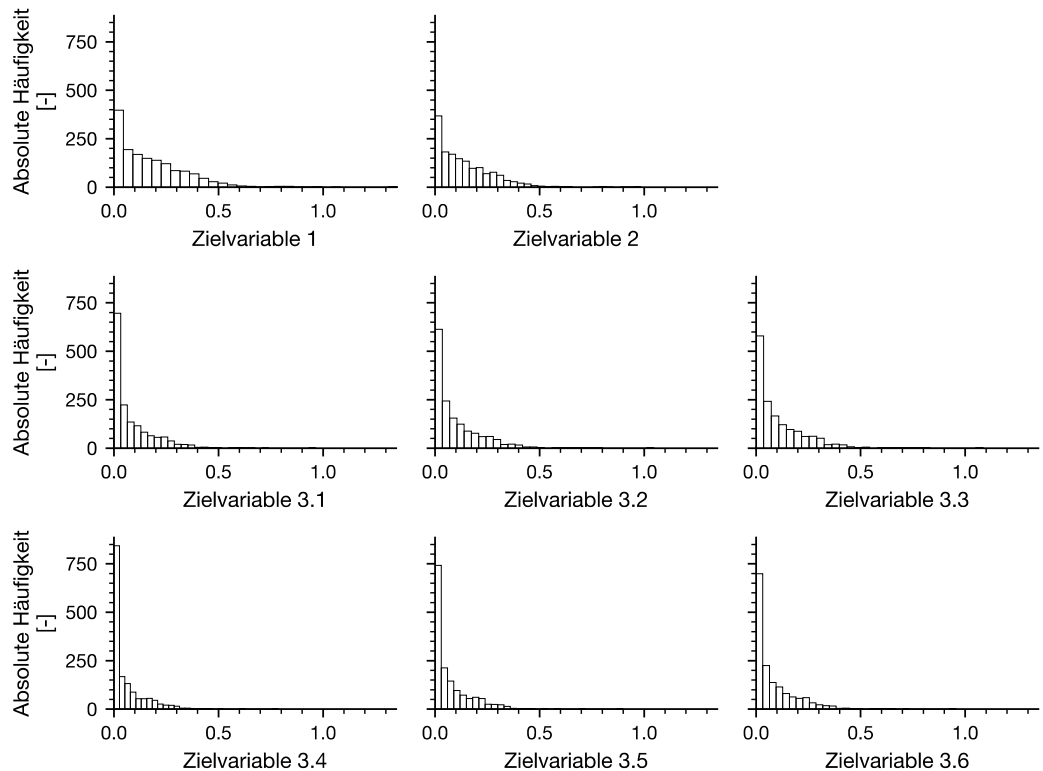 Absolute Häufigkeit
[-]
750
500
250
0
0.0 0.5 1.0
Zielvariable 1
0.0 0.5 1.0
Zielvariable 2
Absolute Häufigkeit
[-]
750
500
250
0
0.0 0.5 1.0
Zielvariable 3.1
0.0 0.5 1.0
Zielvariable 3.2
0.0 0.5 1.0
Zielvariable 3.3
Absolute Häufigkeit
[-]
750
500
250
0
0.0 0.5 1.0
Zielvariable 3.4
0.0 0.5 1.0
Zielvariable 3.5
0.0 0.5 1.0
Zielvariable 3.6